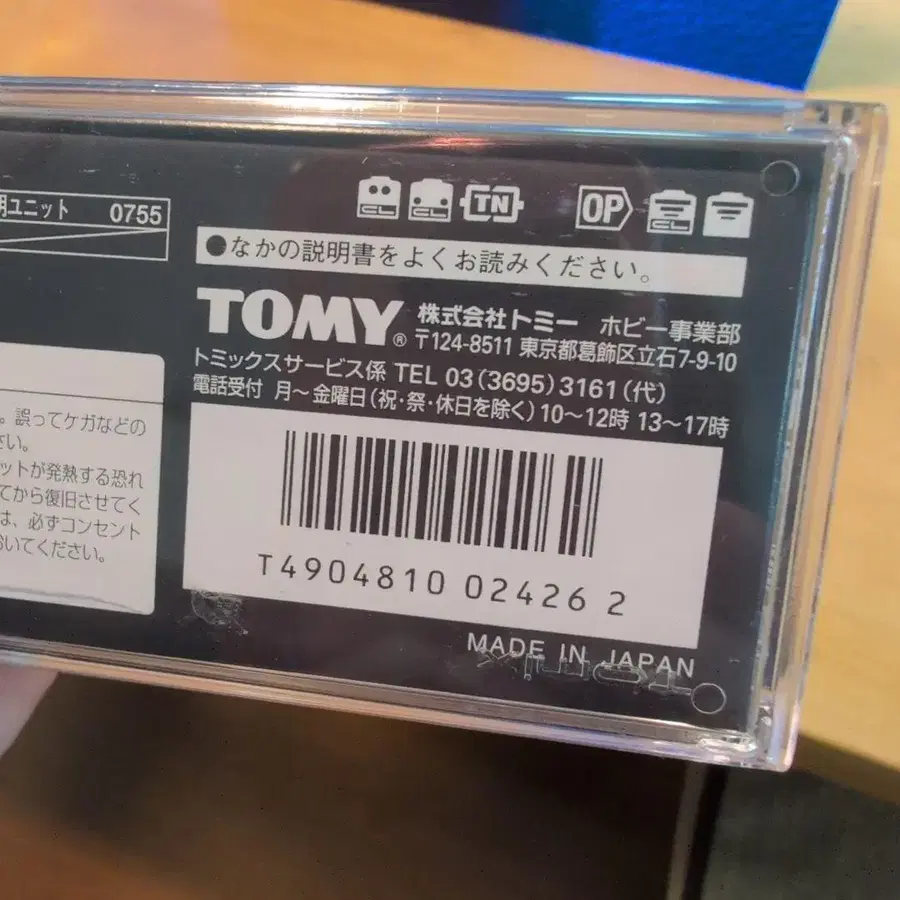 明ユニット 0755
CL CL TN OP CL
●なかの説明書をよくお読みください。
TOMY® 株式会社トミー ホビー事業部
〒124-8511 東京都葛飾区立石7-9-10
トミックスサービス係 TEL 03(3695)3161(代)
電話受付 月～金曜日(祝・祭・休日を除く)10～12時 13～17時
。誤ってケガなどの
さい。
ットが発熱する恐れ
てから復旧させてく
は、必ずコンセント
おいてください。
T4904810 02426 2
MADE IN JAPAN